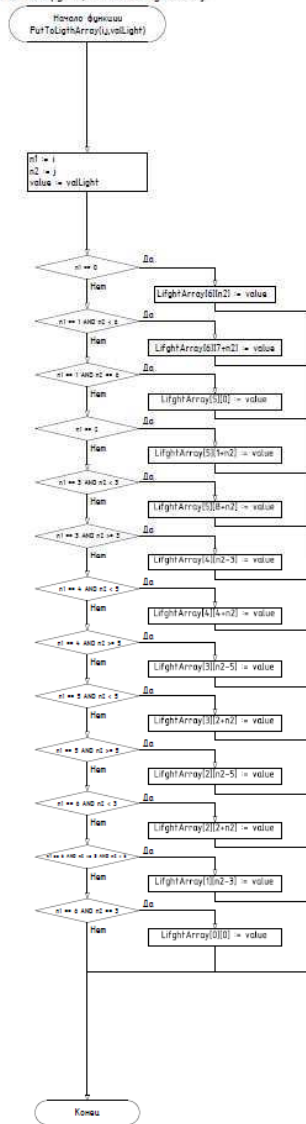 Начало функции
PutToLigthArray(i,j,valLight)
n1 := i
n2 := j
value := valLight
n1 == 0
Да
Нет
LifghtArray[6][n2] := value
n1 == 1 AND n2 < 6
Да
Нет
LifghtArray[6][7+n2] := value
n1 == 1 AND n2 == 6
Да
Нет
LifghtArray[5][0] := value
n1 == 2
Да
Нет
LifghtArray[5][1+n2] := value
n1 == 3 AND n2 < 3
Да
Нет
LifghtArray[5][8+n2] := value
n1 == 3 AND n2 >= 3
Да
Нет
LifghtArray[4][n2-3] := value
n1 == 4 AND n2 < 5
Да
Нет
LifghtArray[4][4+n2] := value
n1 == 4 AND n2 >= 5
Да
Нет
LifghtArray[3][n2-5] := value
n1 == 5 AND n2 < 5
Да
Нет
LifghtArray[3][2+n2] := value
n1 == 5 AND n2 >= 5
Да
Нет
LifghtArray[2][n2-5] := value
n1 == 6 AND n2 < 3
Да
Нет
LifghtArray[2][2+n2] := value
n1 == 6 AND n2 >= 3 AND n2 <
Да
Нет
LifghtArray[1][n2-3] := value
n1 == 6 AND n2 ==
Да
Нет
LifghtArray[0][0] := value
Конец